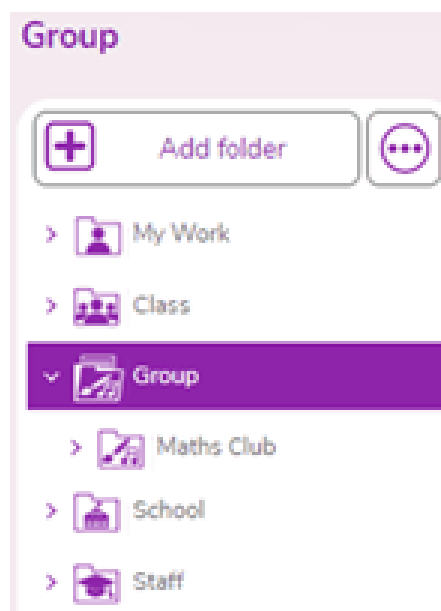 Group
Add folder
My Work
Class
Group
Maths Club
School
Staff